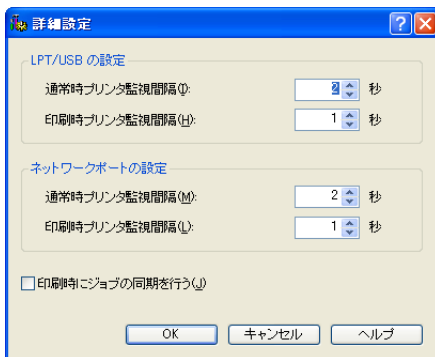 詳細設定
LPT/USB の設定
通常時プリンタ監視間隔(I): 2 秒
印刷時プリンタ監視間隔(H): 1 秒
ネットワークポートの設定
通常時プリンタ監視間隔(M): 2 秒
印刷時プリンタ監視間隔(L): 1 秒
印刷時にジョブの同期を行う(J)
OK キャンセル ヘルプ